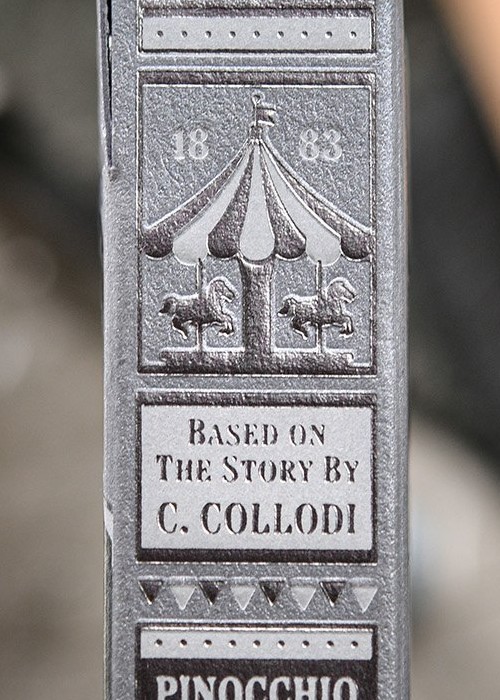 18 83
BASED ON
THE STORY BY
C. COLLODI
PINOCCHIO